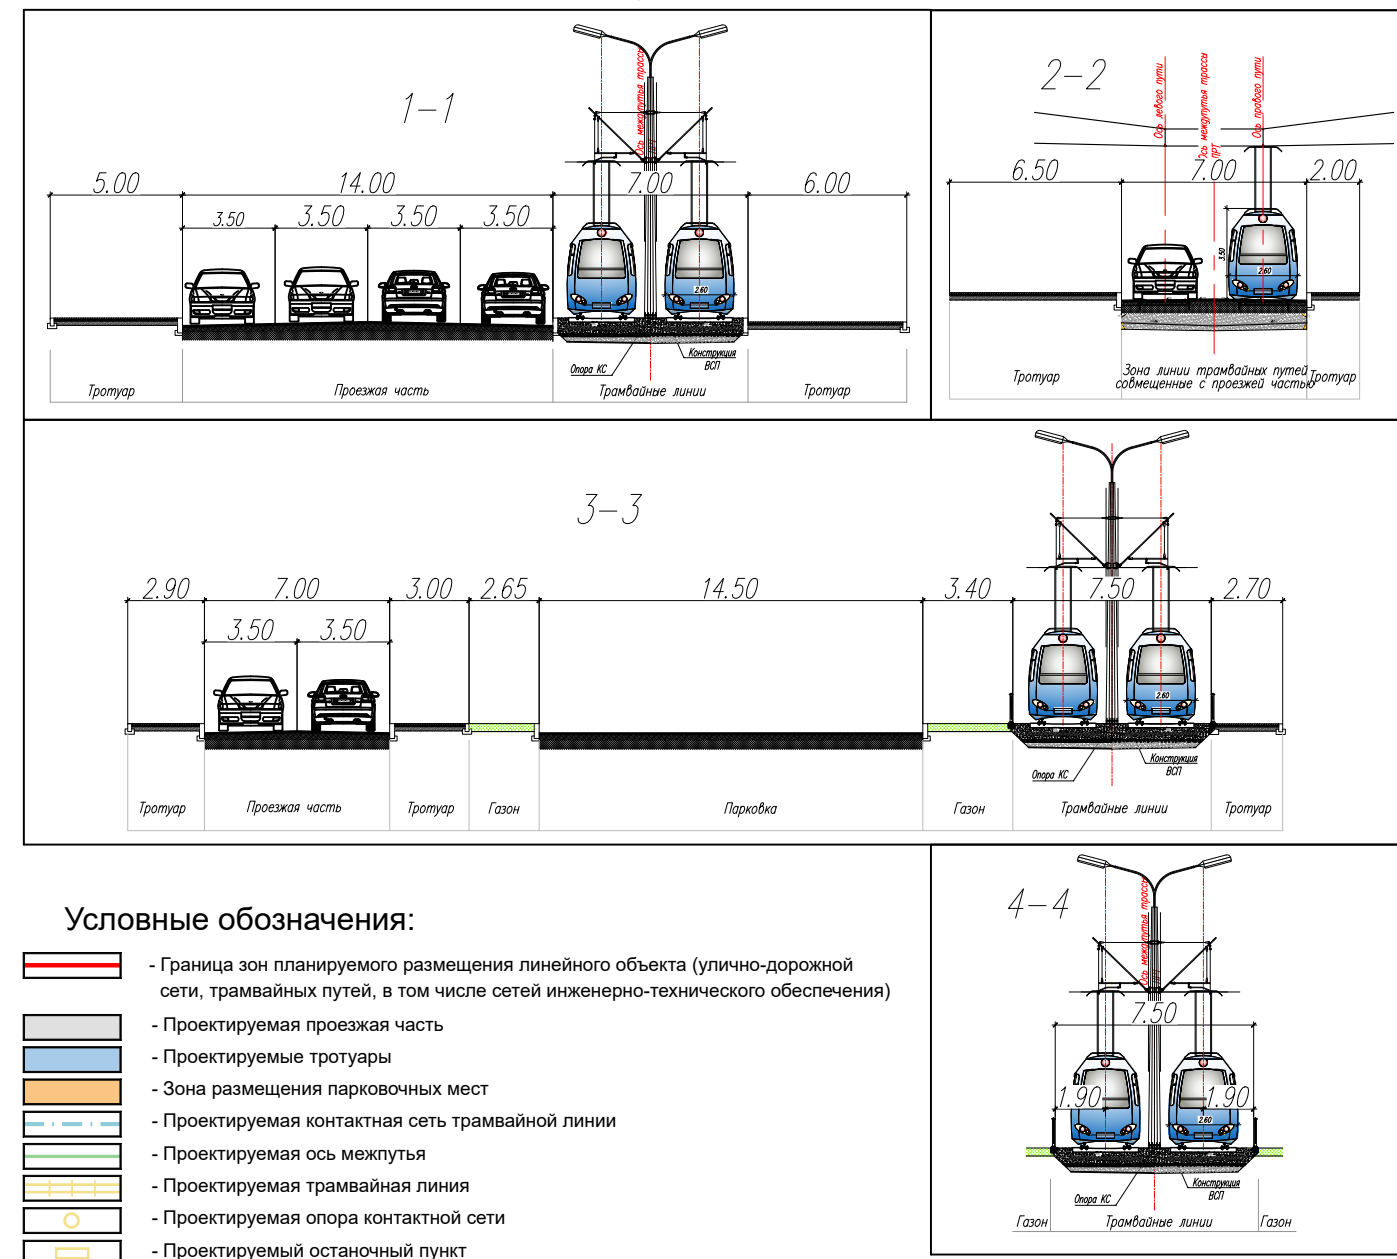 1-1
Ось междупутья трассы
5.00 14.00 7.00 6.00
3.50 3.50 3.50 3.50
2.60
Опора КС
Конструкция
ВСП
Тротуар Проезжая часть Трамвайные линии Тротуар
2-2
Ось левого пути
Ось междупутья трассы
ПРТ
Ось правого пути
6.50 7.00 2.00
3.50
2.60
Тротуар
Зона линии трамвайных путей
совмещенные с проезжей частью
Тротуар
3-3
2.90 7.00 3.00 2.65 14.50 3.40 7.50 2.70
3.50 3.50
2.60
Опора КС
Конструкция
ВСП
Тротуар Проезжая часть Тротуар Газон Парковка Газон Трамвайные линии Тротуар
4-4
Ось междупутья трассы
7.50
1.90 1.90
2.60
Опора КС
Конструкция
ВСП
Газон Трамвайные линии Газон
Условные обозначения:
- Граница зон планируемого размещения линейного объекта (улично-дорожной
сети, трамвайных путей, в том числе сетей инженерно-технического обеспечения)
- Проектируемая проезжая часть
- Проектируемые тротуары
- Зона размещения парковочных мест
- Проектируемая контактная сеть трамвайной линии
- Проектируемая ось межпутья
- Проектируемая трамвайная линия
- Проектируемая опора контактной сети
- Проектируемый остановочный пункт